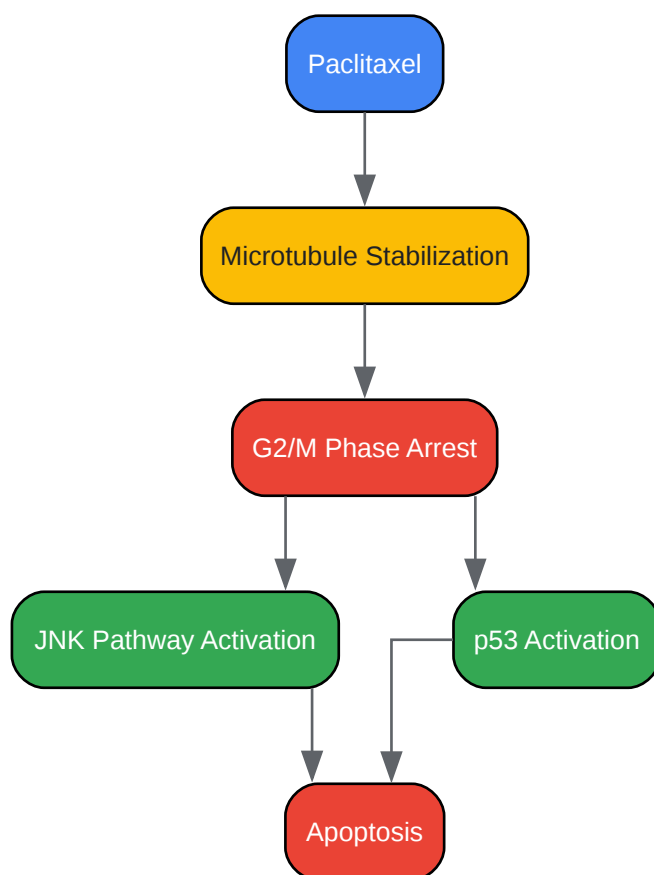 Paclitaxel
Microtubule Stabilization
G2/M Phase Arrest
JNK Pathway Activation
p53 Activation
Apoptosis